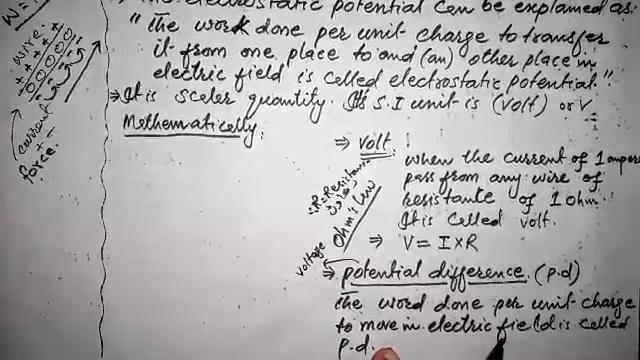 electrostatic potential can be explained as:
" The work done per unit charge to transfer
it from one place to and (an) other place in
electric field is called electrostatic potential."
⇒ It is scaler quantity. It's S.I unit is (Volt) or V
Methematically:
⇒ volt.
when the current of 1 ampere
pass from any wire of
resistante of 1 ohm.
It is called volt.
⇒ V = I × R
⇒ potential difference. (p.d)
The word done per unit charge
to move in electric field is called
p.d.
wire.
current
force.
∴ R = Resistan
Ohm's law
voltage